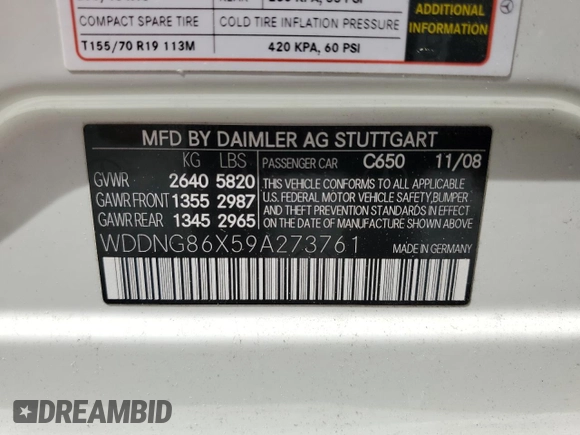 COMPACT SPARE TIRE
COLD TIRE INFLATION PRESSURE
T155/70 R19 113M
420 KPA, 60 PSI
ADDITIONAL
INFORMATION
MFD BY DAIMLER AG STUTTGART
KG LBS
PASSENGER CAR C650 11/08
GVWR 2640 5820
GAWR FRONT 1355 2987
GAWR REAR 1345 2965
THIS VEHICLE CONFORMS TO ALL APPLICABLE
U.S. FEDERAL MOTOR VEHICLE SAFETY,BUMPER
AND THEFT PREVENTION STANDARDS IN EFFECT
ON THE DATE OF MANUFACTURE SHOWN ABOVE.
WDDNG86X59A273761
MADE IN GERMANY
DREAMBID